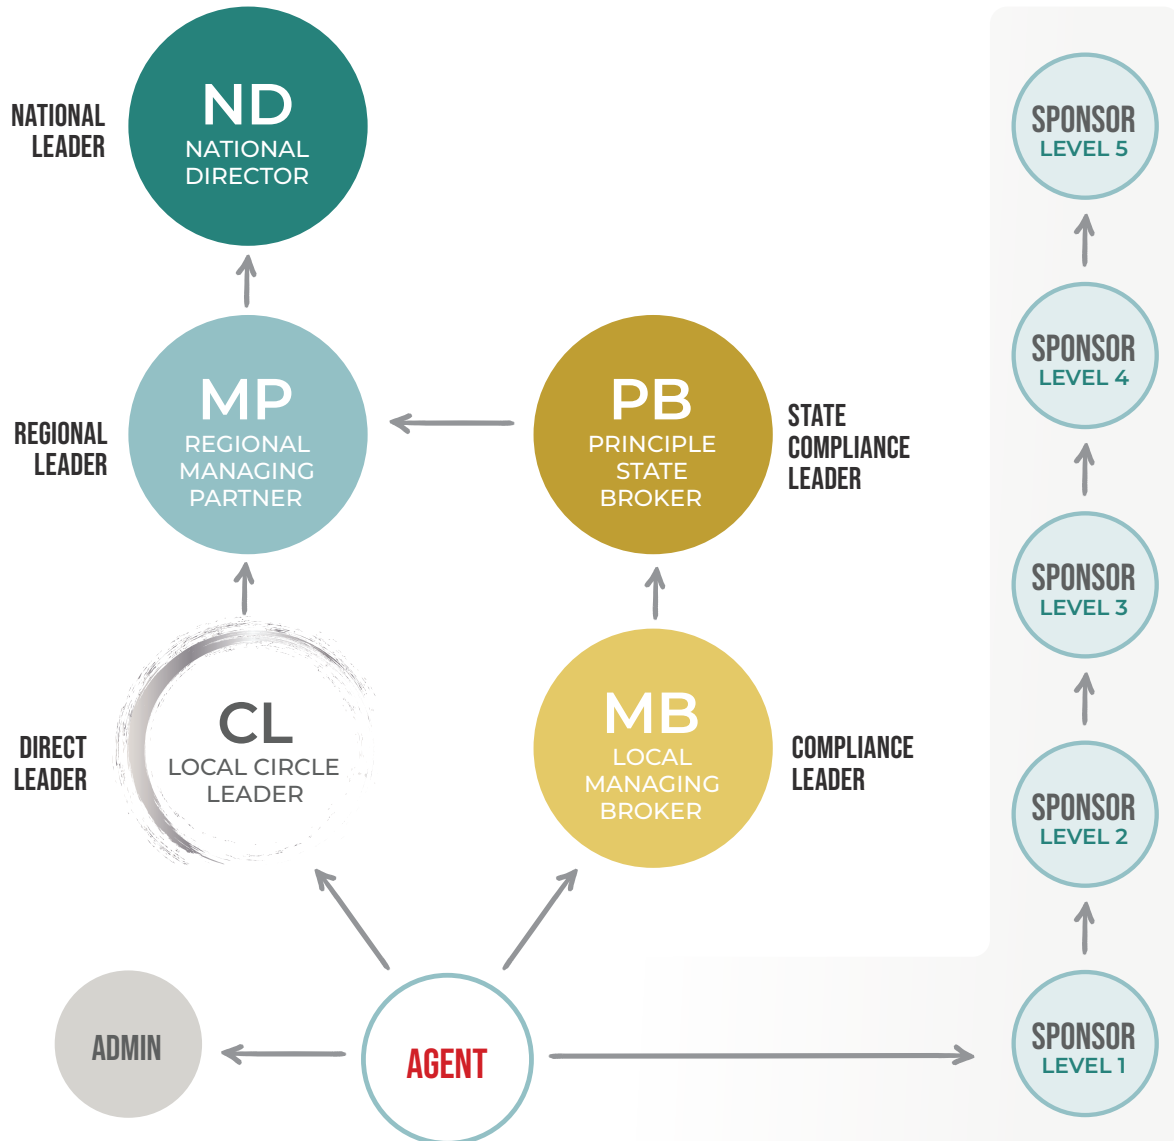 NATIONAL
LEADER
ND
NATIONAL
DIRECTOR
SPONSOR
LEVEL 5
REGIONAL
LEADER
MP
REGIONAL
MANAGING
PARTNER
PB
PRINCIPLE
STATE
BROKER
STATE
COMPLIANCE
LEADER
SPONSOR
LEVEL 4
SPONSOR
LEVEL 3
DIRECT
LEADER
CL
LOCAL CIRCLE
LEADER
MB
LOCAL
MANAGING
BROKER
COMPLIANCE
LEADER
SPONSOR
LEVEL 2
ADMIN
AGENT
SPONSOR
LEVEL 1